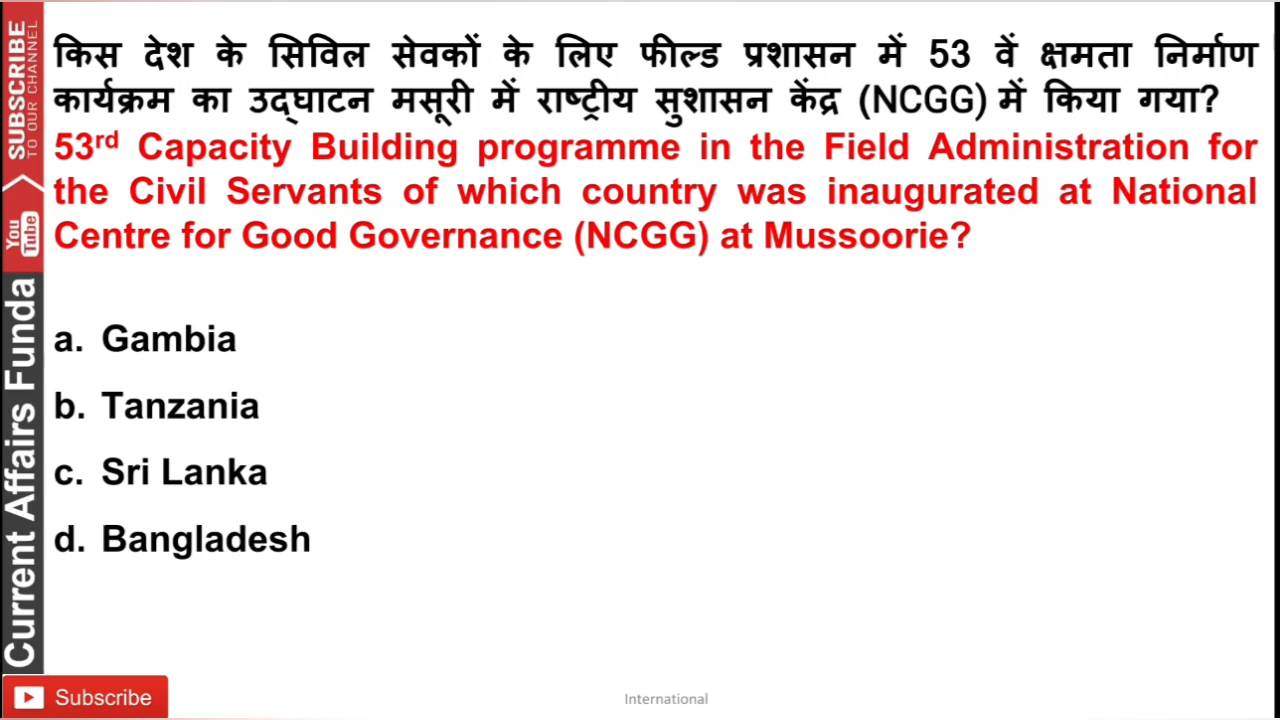 किस देश के सिविल सेवकों के लिए फील्ड प्रशासन में 53 वें क्षमता निर्माण
कार्यक्रम का उद्घाटन मसूरी में राष्ट्रीय सुशासन केंद्र (NCGG) में किया गया?
53rd Capacity Building programme in the Field Administration for
the Civil Servants of which country was inaugurated at National
Centre for Good Governance (NCGG) at Mussoorie?
a. Gambia
b. Tanzania
c. Sri Lanka
d. Bangladesh
SUBSCRIBE
TO OUR CHANNEL
You
Tube
Current Affairs Funda
Subscribe
International